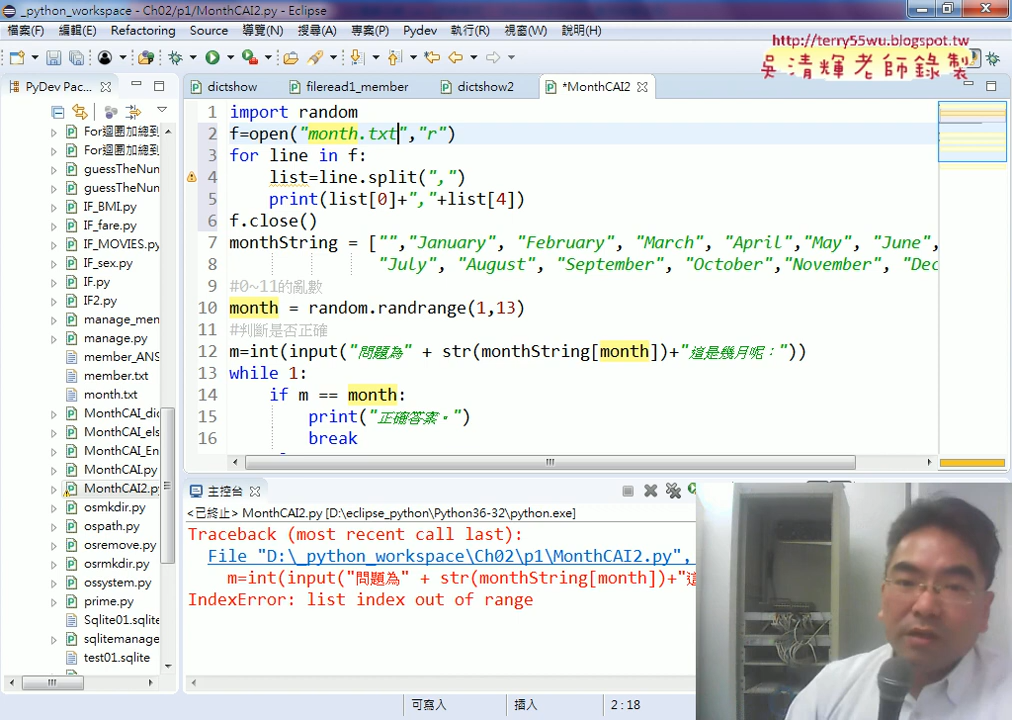 _python_workspace - Ch02/p1/MonthCAI2.py - Eclipse
檔案(F) 編輯(E) Refactoring Source 導覽(N) 搜尋(A) 專案(P) Pydev 執行(R) 視窗(W) 說明(H)
http://terry55wu.blogspot.tw
吳清輝老師錄製
PyDev Pac...
dictshow
fileread1_member
dictshow2
*MonthCAI2
For迴圈加總到
For迴圈加總到
guessTheNun
guessTheNun
IF_BMI.py
IF_fare.py
IF_MOVIES.py
IF_sex.py
IF.py
IF2.py
manage_men
manage.py
member_ANS
member.txt
month.txt
MonthCAI_dic
MonthCAI_els
MonthCAI_En
MonthCAI.py
MonthCAI2.py
osmkdir.py
ospath.py
osremove.py
osrmkdir.py
ossystem.py
prime.py
Sqlite01.sqlite
sqlitemanage
test01.sqlite
1 import random
2 f=open("month.txt","r")
3 for line in f:
4 list=line.split(",")
5 print(list[0]+","+list[4])
6 f.close()
7 monthString = ["","January", "February", "March", "April","May", "June",
8 "July", "August", "September", "October","November", "Dec
9 #0~11的亂數
10 month = random.randrange(1,13)
11 #判斷是否正確
12 m=int(input("問題為" + str(monthString[month])+"這是幾月呢："))
13 while 1:
14 if m == month:
15 print("正確答案。")
16 break
主控台
<已終止> MonthCAI2.py [D:\eclipse_python\Python36-32\python.exe]
Traceback (most recent call last):
File "D:\_python_workspace\Ch02\p1\MonthCAI2.py",
m=int(input("問題為" + str(monthString[month])+"這
IndexError: list index out of range
可寫入 插入 2:18